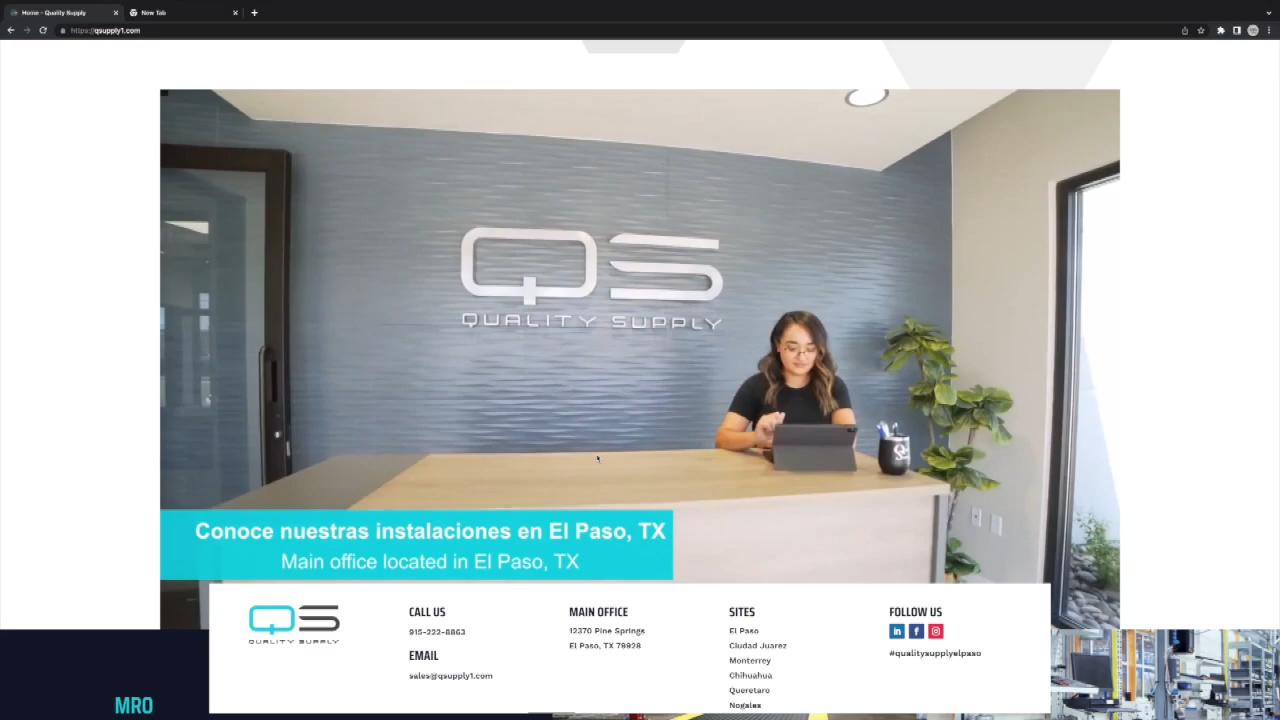 Home - Quality Supply
New Tab
https://qsupply1.com
QS
QUALITY SUPPLY
Conoce nuestras instalaciones en El Paso, TX
Main office located in El Paso, TX
QS
QUALITY SUPPLY
CALL US
915-222-8863
EMAIL
sales@qsupply1.com
MAIN OFFICE
12370 Pine Springs
El Paso, TX 79928
SITES
El Paso
Ciudad Juarez
Monterrey
Chihuahua
Queretaro
Nogales
FOLLOW US
in
f
#qualitysupplyelpaso
MRO